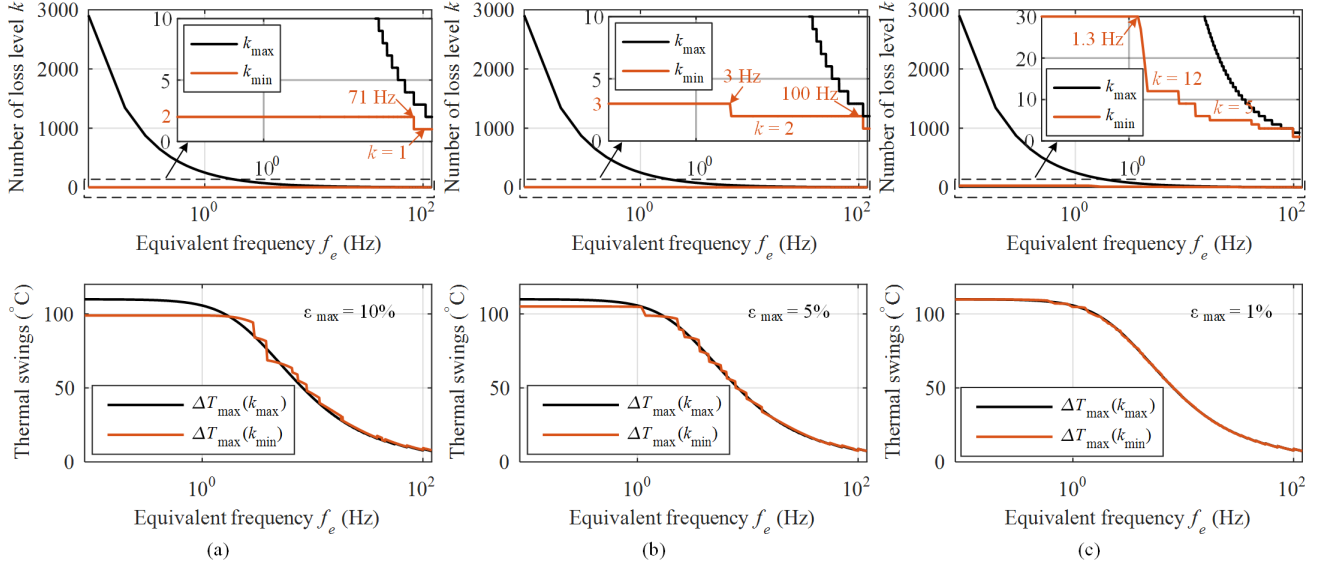 Number of loss level k
3000
2000
1000
0
10
5
0
2
k max
k min
71 Hz
k = 1
10^0
10^0
10^2
Equivalent frequency f_e (Hz)
Number of loss level k
3000
2000
1000
0
10
5
3
0
k max
k min
3 Hz
100 Hz
k = 2
10^0
10^0
10^2
Equivalent frequency f_e (Hz)
Number of loss level k
3000
2000
1000
0
30
20
10
0
1.3 Hz
k = 12
k max
k min
10^0
10^0
10^2
Equivalent frequency f_e (Hz)
Thermal swings (°C)
100
50
0
ε max = 10%
ΔT max (k max)
ΔT max (k min)
10^0
10^2
Equivalent frequency f_e (Hz)
(a)
Thermal swings (°C)
100
50
0
ε max = 5%
ΔT max (k max)
ΔT max (k min)
10^0
10^2
Equivalent frequency f_e (Hz)
(b)
Thermal swings (°C)
100
50
0
ε max = 1%
ΔT max (k max)
ΔT max (k min)
10^0
10^2
Equivalent frequency f_e (Hz)
(c)